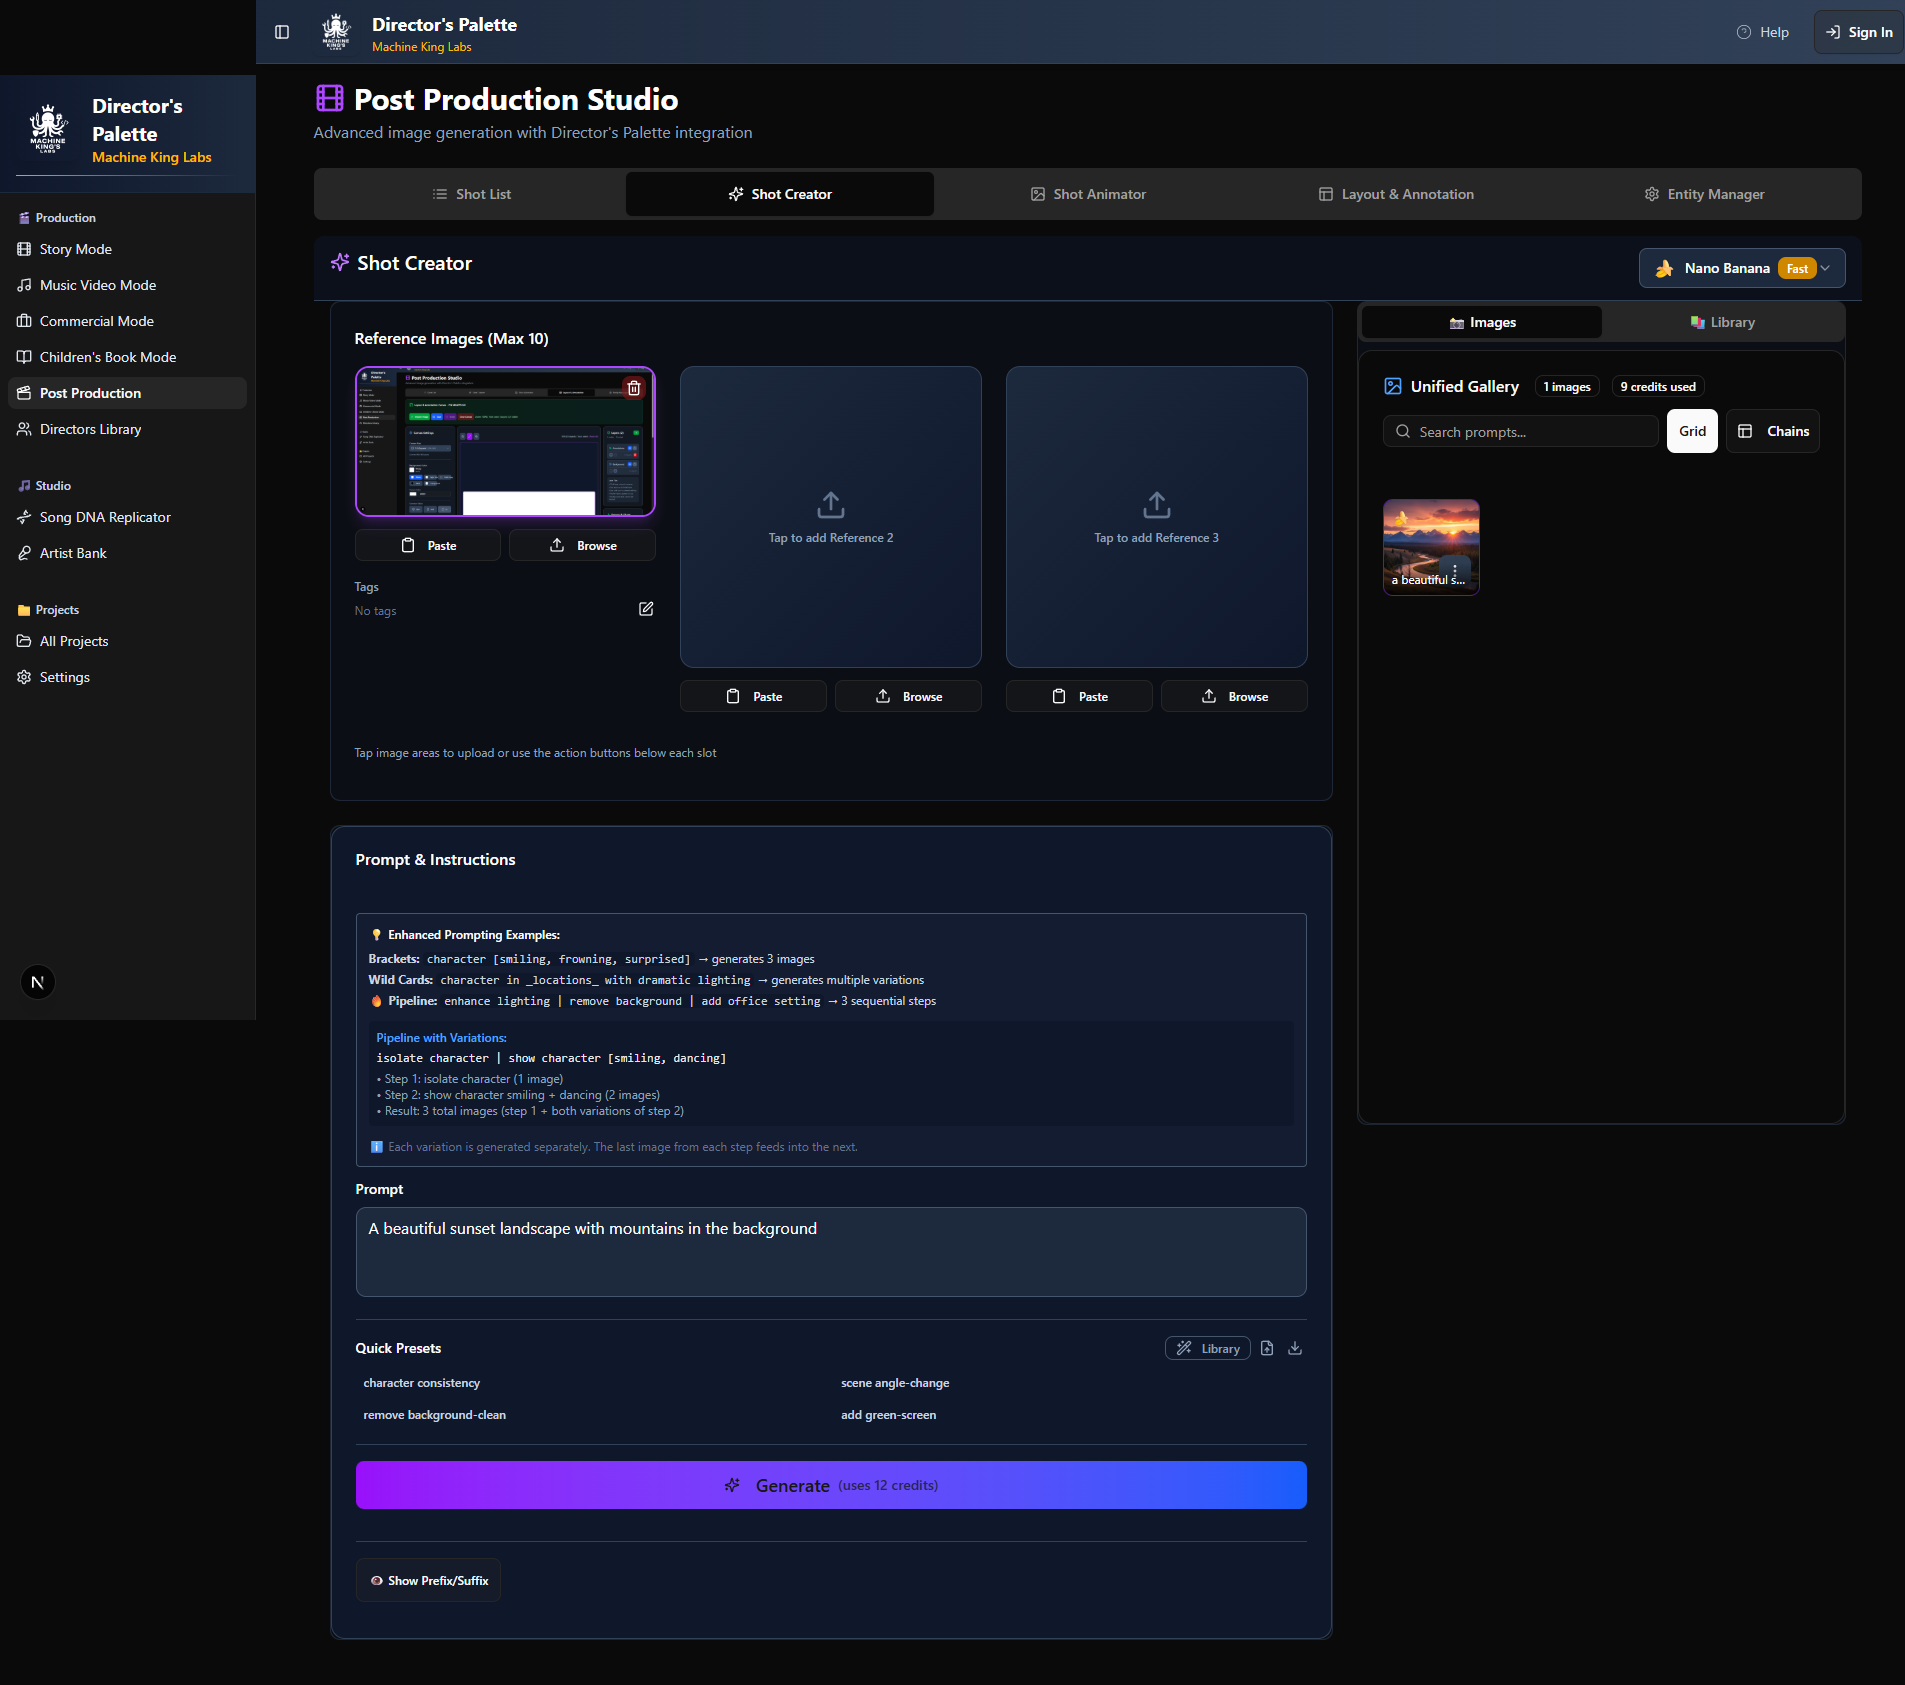 Director's Palette
Machine King Labs
Help
Sign In
MACHINE
KING'S
LABS
Director's
Palette
Machine King Labs
MACHINE
KING'S
LABS
Production
Story Mode
Music Video Mode
Commercial Mode
Children's Book Mode
Post Production
Directors Library
Studio
Song DNA Replicator
Artist Bank
Projects
All Projects
Settings
N
Post Production Studio
Advanced image generation with Director's Palette integration
Shot List
Shot Creator
Shot Animator
Layout & Annotation
Entity Manager
Shot Creator
Nano Banana Fast
Reference Images (Max 10)
Post Production Studio
Tap to add Reference 2
Tap to add Reference 3
Paste
Browse
Tags
No tags
Paste
Browse
Paste
Browse
Tap image areas to upload or use the action buttons below each slot
Prompt & Instructions
Enhanced Prompting Examples:
Brackets: character [smiling, frowning, surprised] → generates 3 images
Wild Cards: character in _locations_ with dramatic lighting → generates multiple variations
Pipeline: enhance lighting | remove background | add office setting → 3 sequential steps
Pipeline with Variations:
isolate character | show character [smiling, dancing]
• Step 1: isolate character (1 image)
• Step 2: show character smiling + dancing (2 images)
• Result: 3 total images (step 1 + both variations of step 2)
Each variation is generated separately. The last image from each step feeds into the next.
Prompt
A beautiful sunset landscape with mountains in the background
Quick Presets
Library
character consistency
scene angle-change
remove background-clean
add green-screen
Generate (uses 12 credits)
Show Prefix/Suffix
Images
Library
Unified Gallery
1 images
9 credits used
Search prompts...
Grid
Chains
a beautiful s...